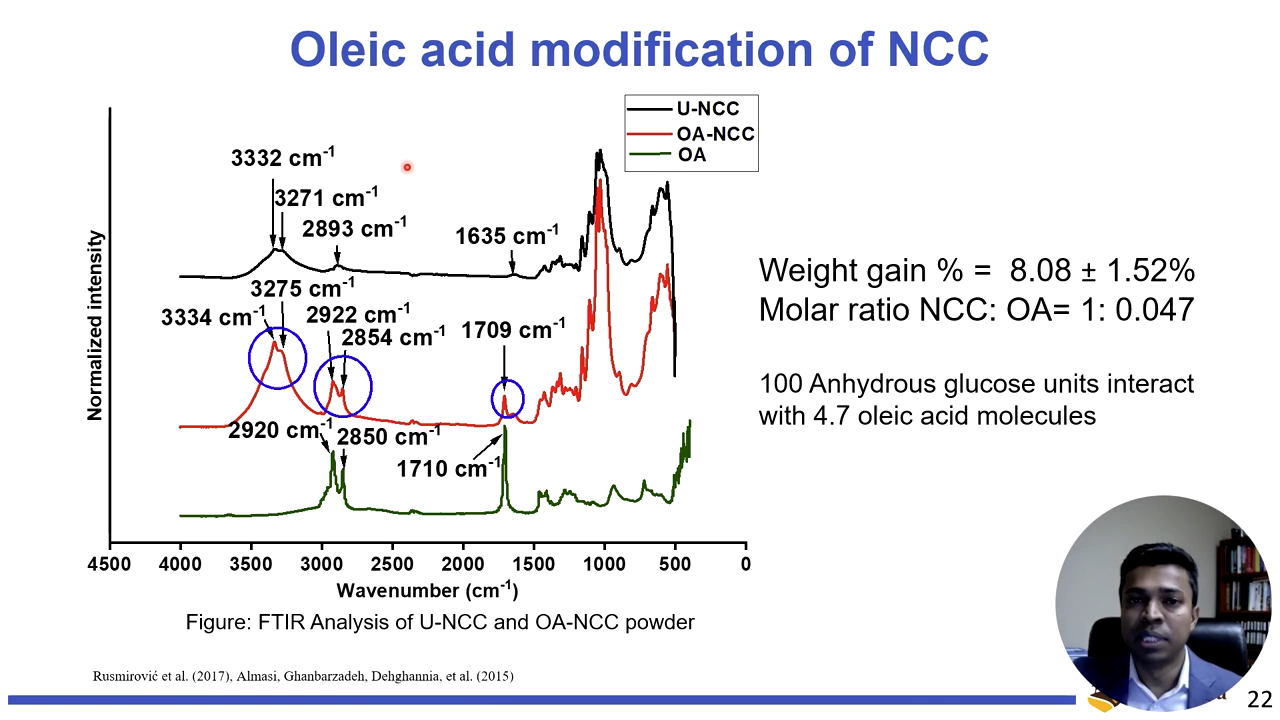 Oleic acid modification of NCC
U-NCC
OA-NCC
OA
3332 cm-1
3271 cm-1
2893 cm-1
1635 cm-1
3275 cm-1
3334 cm-1
2922 cm-1
2854 cm-1
1709 cm-1
2920 cm-1
2850 cm-1
1710 cm-1
Normalized intensity
4500 4000 3500 3000 2500 2000 1500 1000 500 0
Wavenumber (cm-1)
Figure: FTIR Analysis of U-NCC and OA-NCC powder
Weight gain % = 8.08 ± 1.52%
Molar ratio NCC: OA= 1: 0.047
100 Anhydrous glucose units interact
with 4.7 oleic acid molecules
Rusmirović et al. (2017), Almasi, Ghanbarzadeh, Dehghannia, et al. (2015)
22